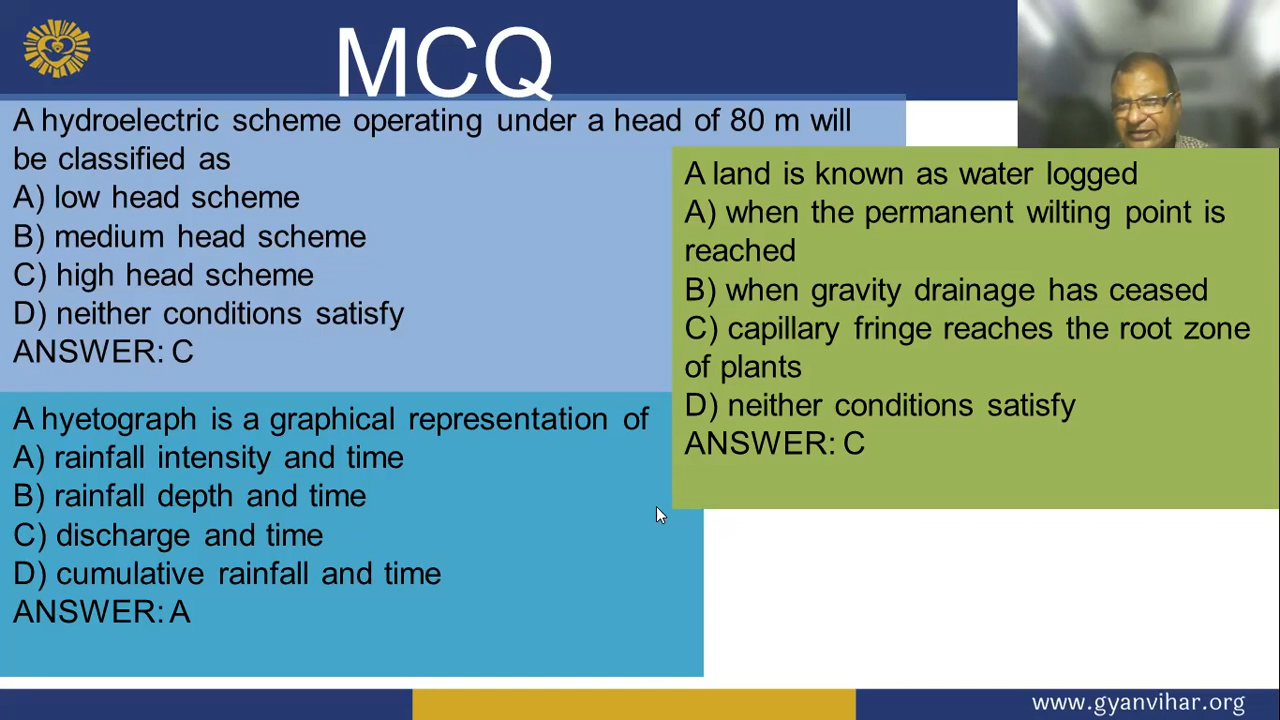 MCQ
A hydroelectric scheme operating under a head of 80 m will
be classified as
A) low head scheme
B) medium head scheme
C) high head scheme
D) neither conditions satisfy
ANSWER: C
A hyetograph is a graphical representation of
A) rainfall intensity and time
B) rainfall depth and time
C) discharge and time
D) cumulative rainfall and time
ANSWER: A
A land is known as water logged
A) when the permanent wilting point is
reached
B) when gravity drainage has ceased
C) capillary fringe reaches the root zone
of plants
D) neither conditions satisfy
ANSWER: C
www.gyanvihar.org